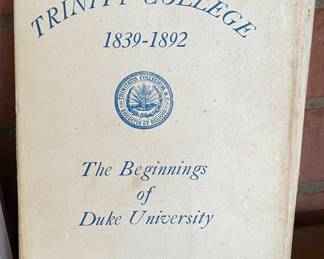 TRINITY COLLEGE
1839-1892
The Beginnings
of
Duke University